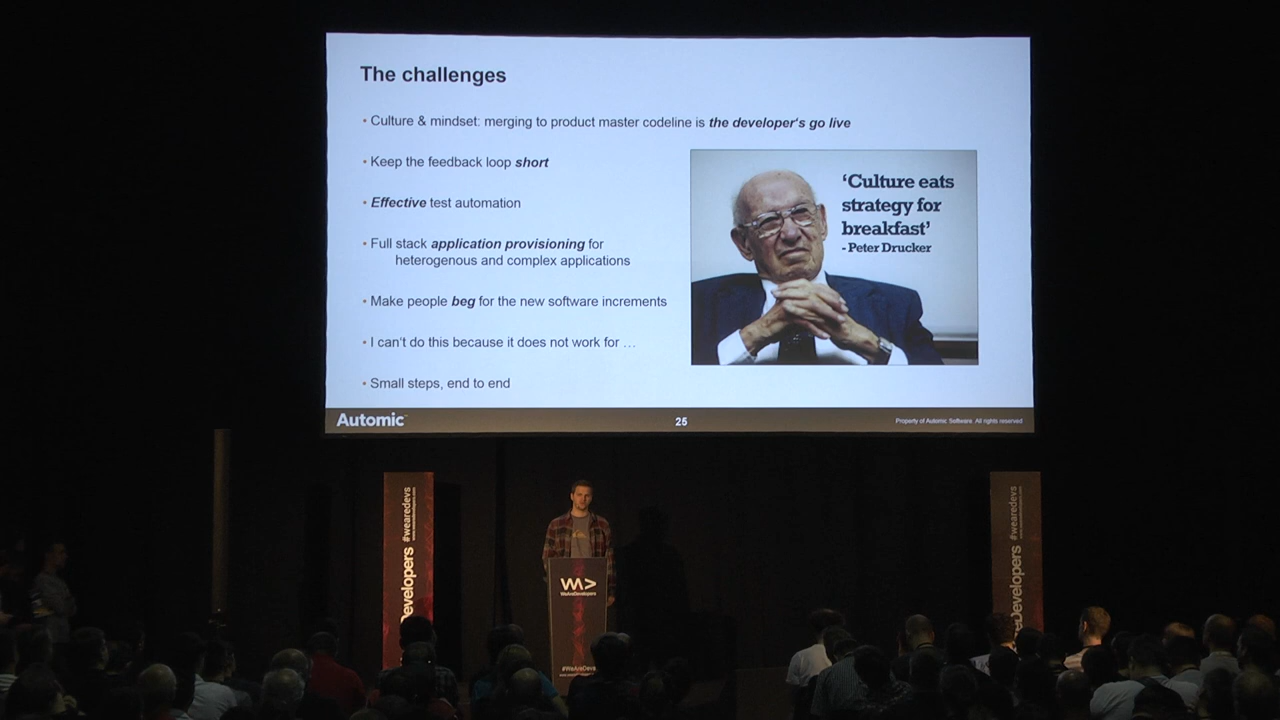 The challenges
• Culture & mindset: merging to product master codeline is the developer's go live
• Keep the feedback loop short
• Effective test automation
• Full stack application provisioning for
heterogenous and complex applications
• Make people beg for the new software increments
• I can't do this because it does not work for …
• Small steps, end to end
'Culture eats
strategy for
breakfast'
- Peter Drucker
Automic
25
Property of Automic Software. All rights reserved
#wearedevs
eDevelopers
#wearedevs
eDevelopers
WeAreDevelopers
#WeAreDevs